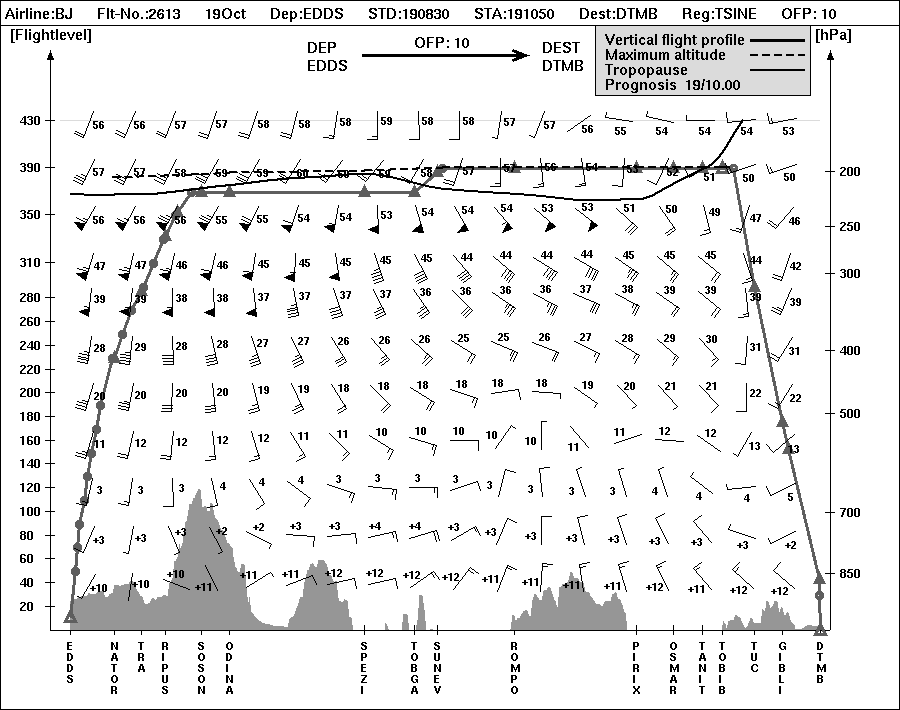 Airline:BJ Flt-No.:2613 19Oct Dep:EDDS STD:190830 STA:191050 Dest:DTMB Reg:TSINE OFP: 10
[Flightlevel] [hPa]
DEP OFP: 10 DEST
EDDS DTMB
Vertical flight profile
Maximum altitude
Tropopause
Prognosis 19/10.00
430 56 56 57 57 58 58 58 59 58 58 57 57 56 55 54 54 54 53
390 57 57 58 59 59 60 58 57 57 56 54 53 52 51 50 50 200
350 56 56 55 55 55 54 54 53 54 54 54 53 53 51 50 49 47 46 250
310 47 47 46 46 45 45 45 45 45 44 44 44 44 45 45 45 44 42 300
280 39 39 38 38 37 37 37 37 36 36 36 36 37 38 39 39 39 39
260
240 28 29 28 28 27 27 26 26 26 25 25 26 27 28 29 30 31 31 400
220
200 20 20 20 20 19 19 18 18 18 18 18 18 19 20 21 21 22 22
180 500
160 11 12 12 12 12 11 11 10 10 10 10 10 11 11 12 12 13 13
140
120 3 3 3 4 4 4 3 3 3 3 3 3 3 3 4 4 4 5
100
80 +3 +3 +3 +2 +2 +3 +3 +4 +4 +3 +3 +3 +3 +3 +3 +3 +3 +2 700
60
40 +10 +10 +10 +11 +11 +11 +12 +12 +12 +12 +11 +11 +11 +12 +12 +11 +12 +12 850
20
EDDS NATOR TRA RIPUS SOSON ODINA SPEZI TOBGA SUNEV ROMPO PIRIX OSMAR TANIT TOBIB TUC GIBLI DTMB